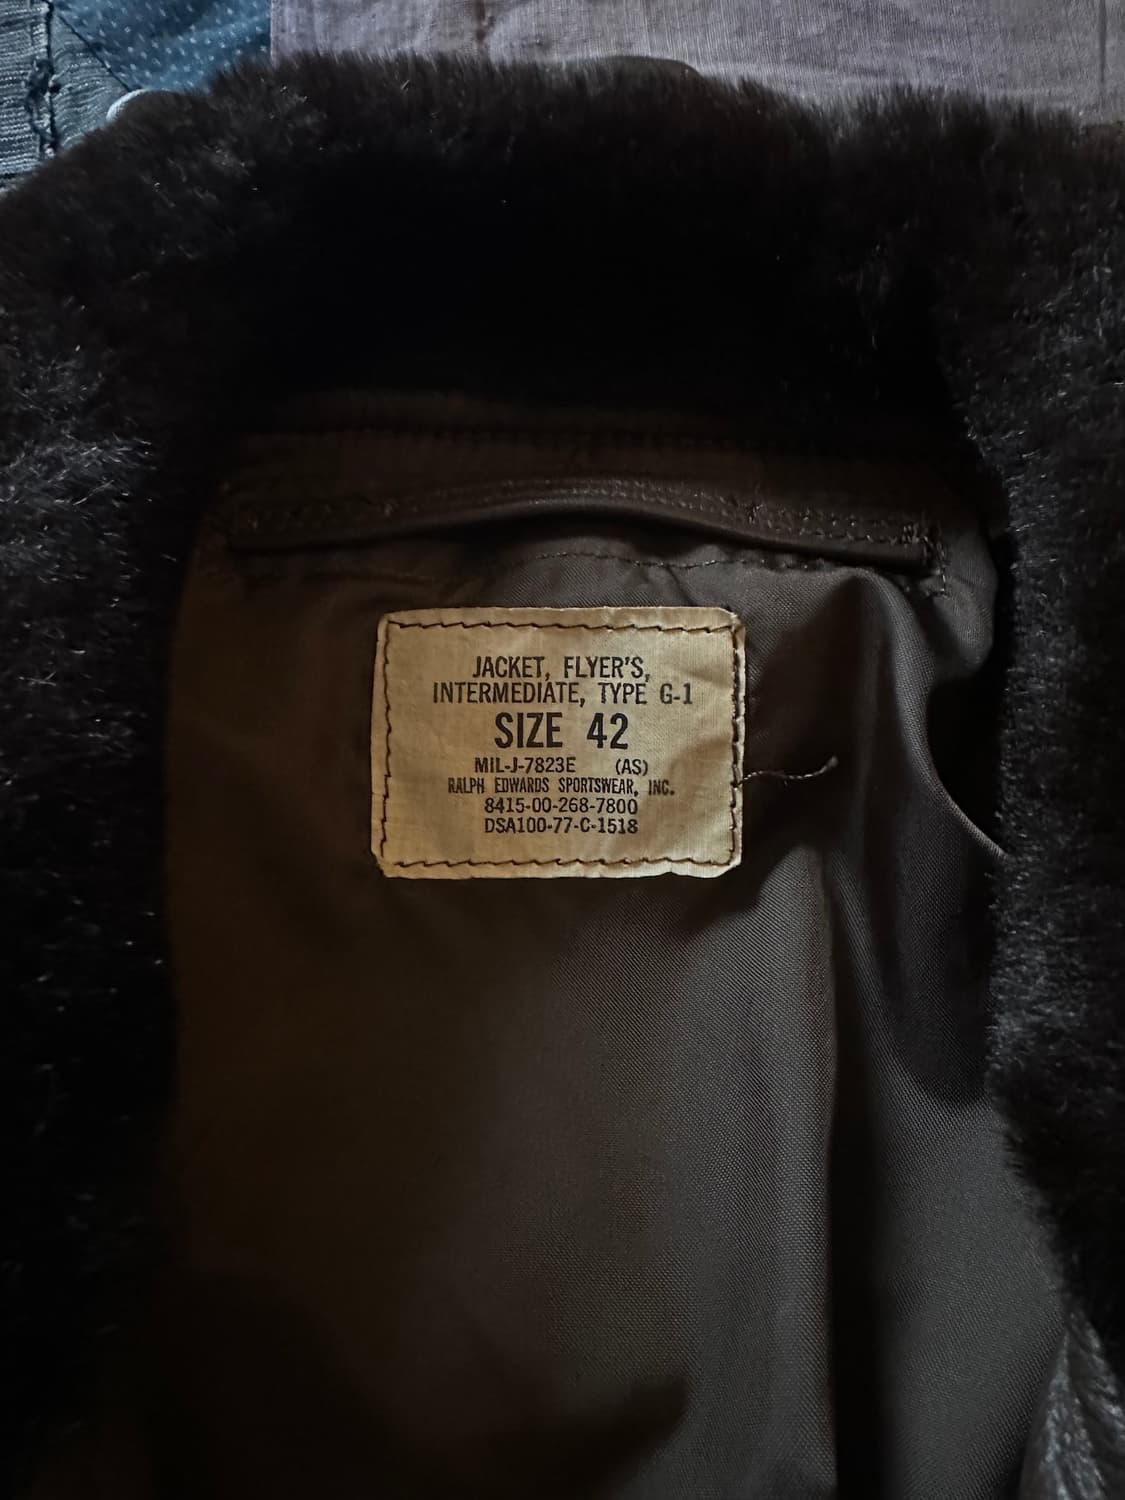 JACKET, FLYER'S,
INTERMEDIATE, TYPE G-1
SIZE 42
MIL-J-7823E (AS)
RALPH EDWARDS SPORTSWEAR, INC.
8415-00-268-7800
DSA100-77-C-1518